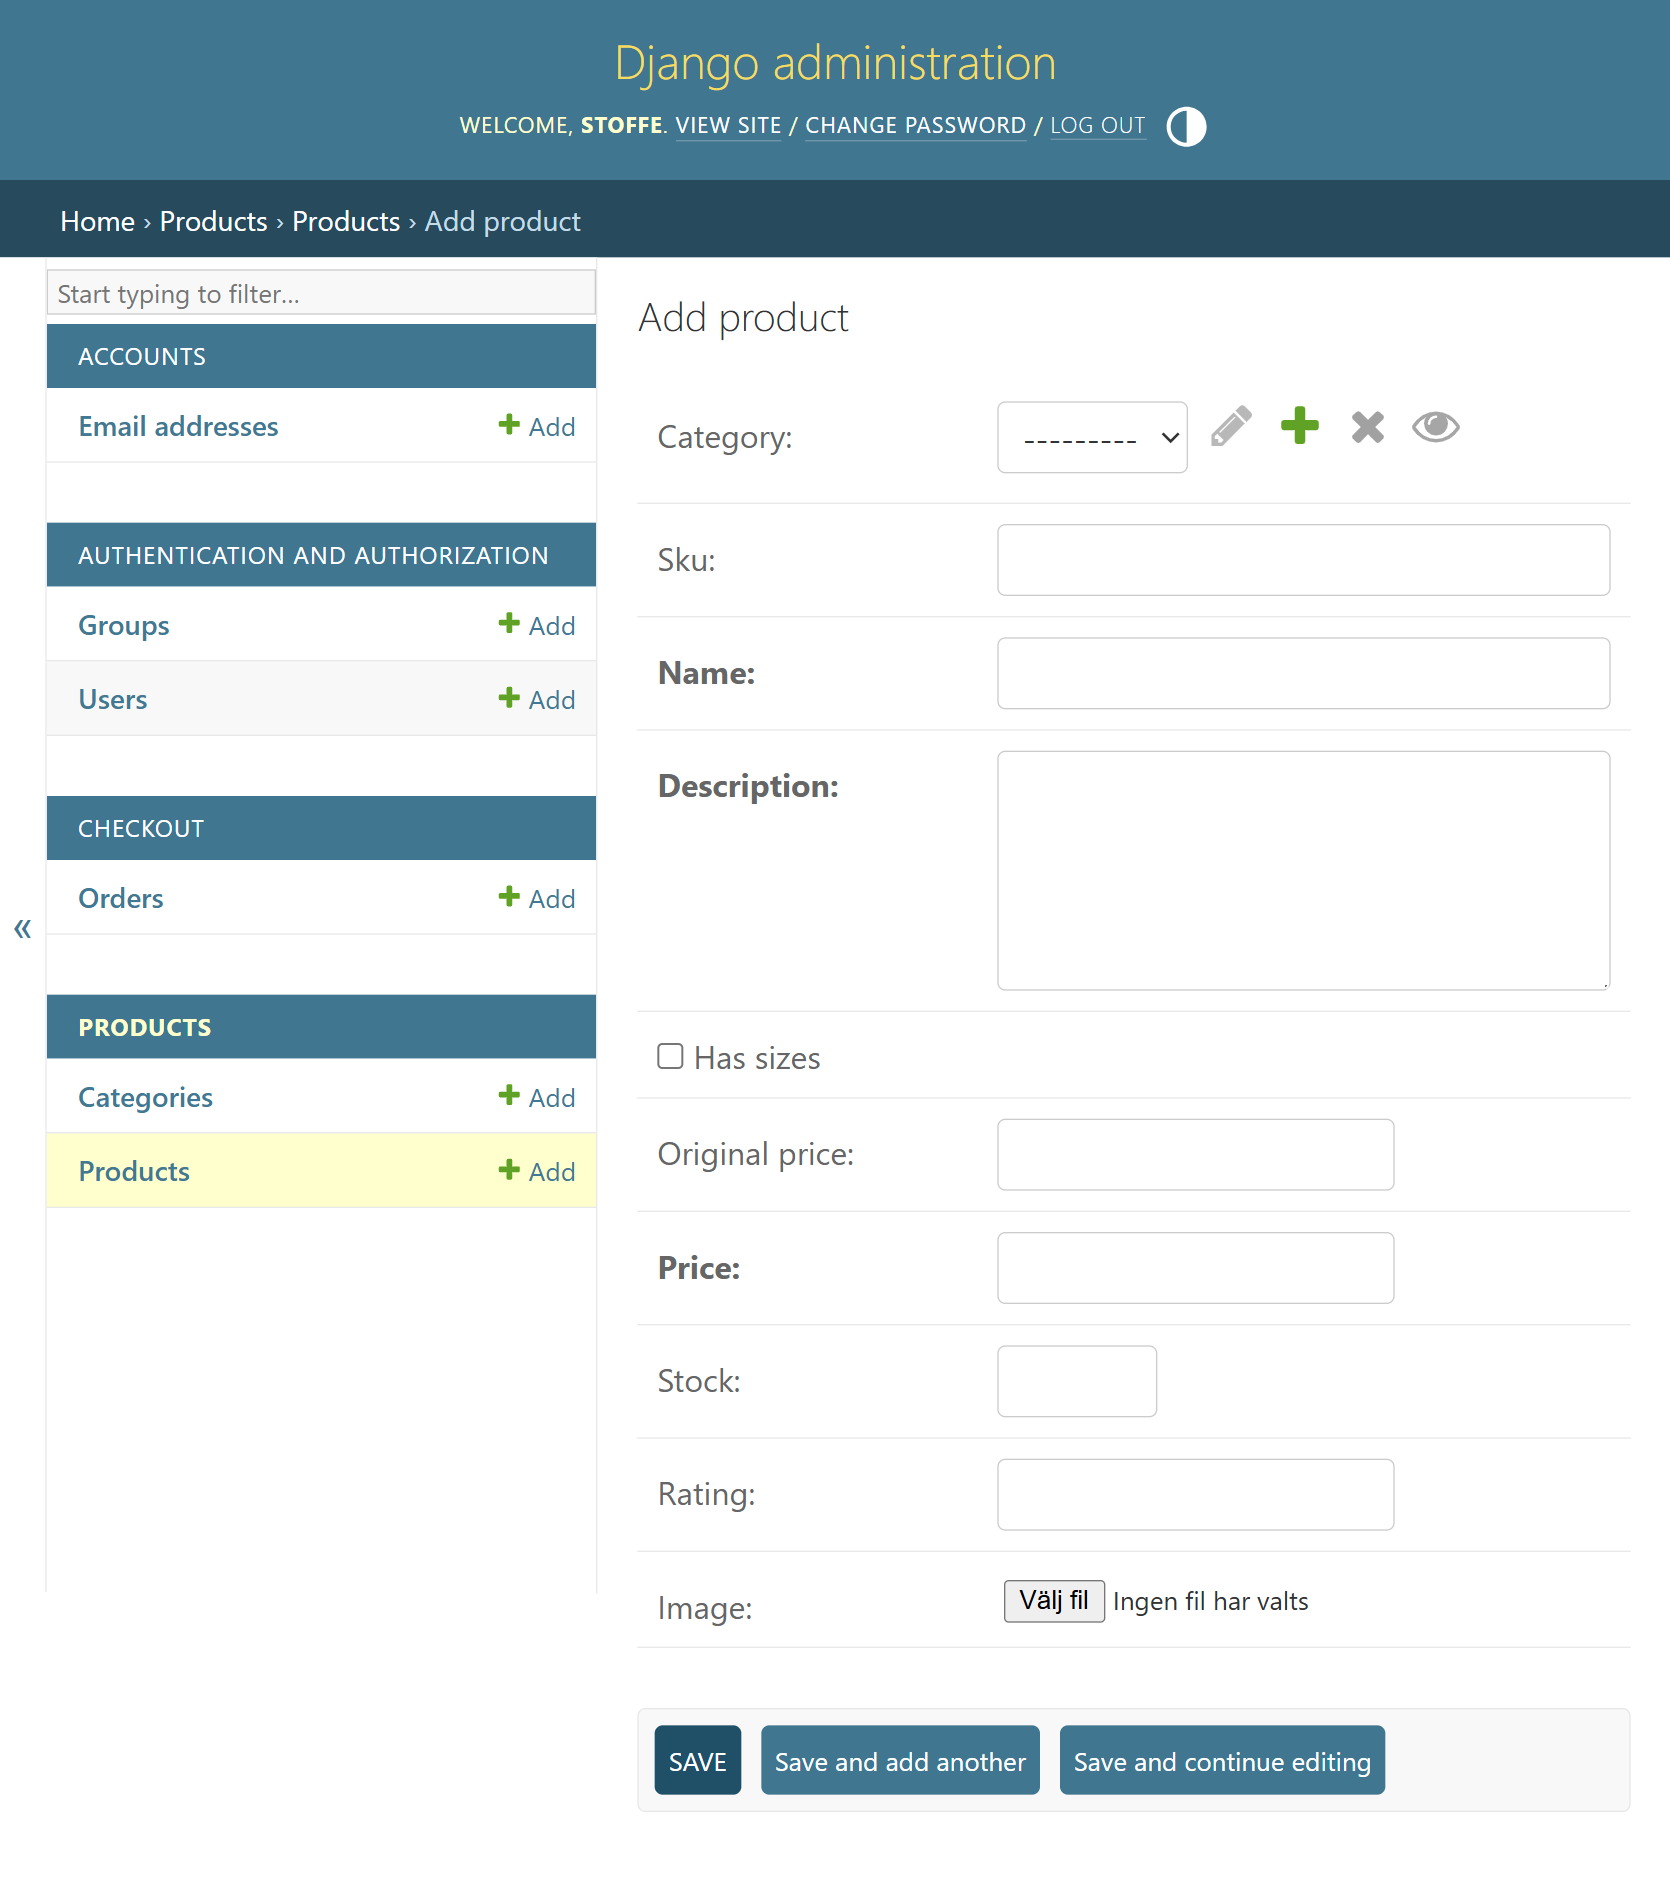 Django administration
WELCOME, STOFFE. VIEW SITE / CHANGE PASSWORD / LOG OUT
Home › Products › Products › Add product
Start typing to filter...
ACCOUNTS
Email addresses Add
AUTHENTICATION AND AUTHORIZATION
Groups Add
Users Add
CHECKOUT
Orders Add
«
PRODUCTS
Categories Add
Products Add
Add product
Category: ---------
Sku:
Name:
Description:
Has sizes
Original price:
Price:
Stock:
Rating:
Image: Välj fil Ingen fil har valts
SAVE Save and add another Save and continue editing